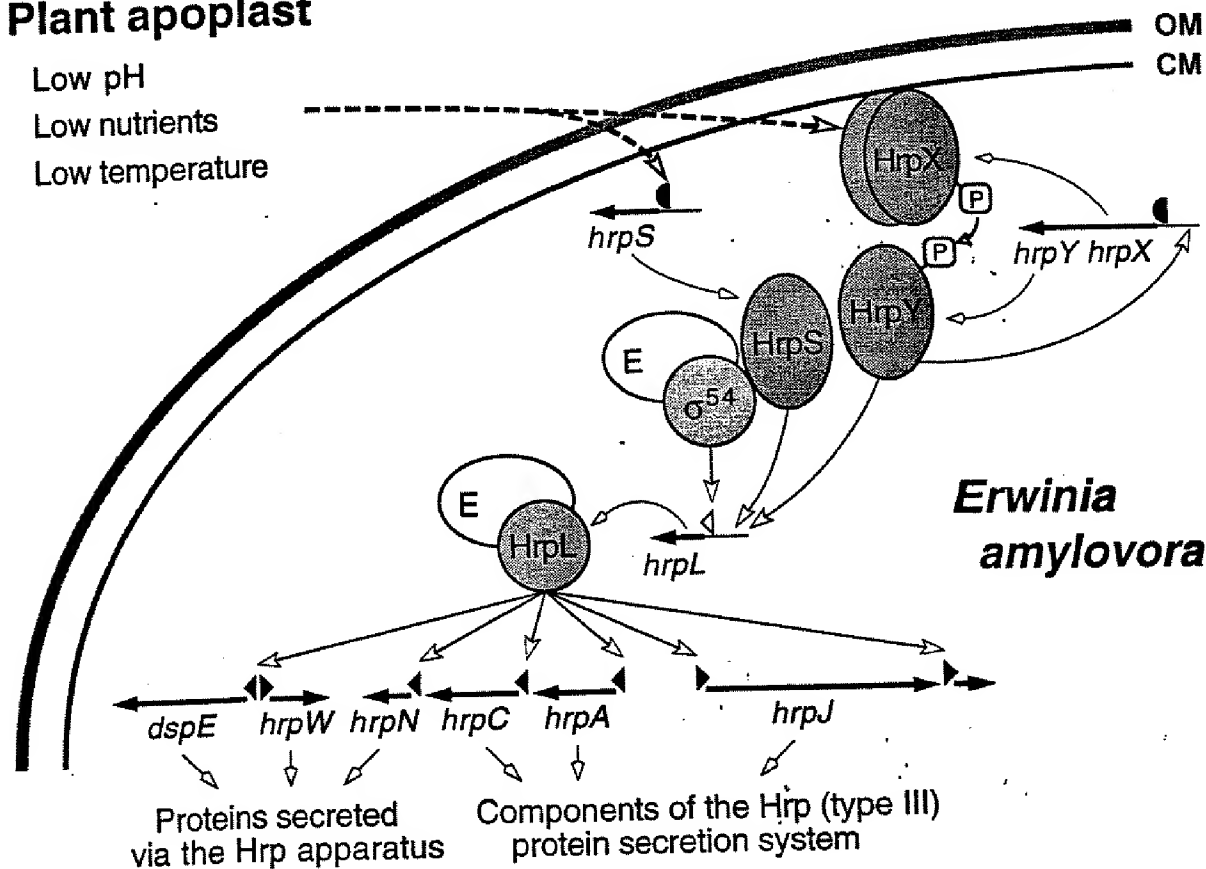 Plant apoplast
OM
CM
Low pH
Low nutrients
Low temperature
HrpX
P
hrpS
P
hrpY hrpX
HrpY
HrpS
E
σ54
E
HrpL
hrpL
Erwinia
amylovora
dspE hrpW hrpN hrpC hrpA hrpJ
Proteins secreted
via the Hrp apparatus
Components of the Hrp (type III)
protein secretion system